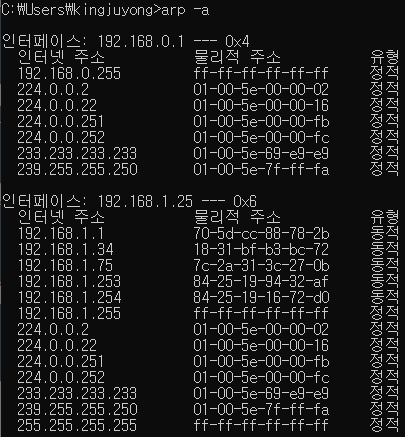 C:\Users\kingjuyong>arp -a
인터페이스: 192.168.0.1 --- 0x4
인터넷 주소 물리적 주소 유형
192.168.0.255 ff-ff-ff-ff-ff-ff 정적
224.0.0.2 01-00-5e-00-00-02 정적
224.0.0.22 01-00-5e-00-00-16 정적
224.0.0.251 01-00-5e-00-00-fb 정적
224.0.0.252 01-00-5e-00-00-fc 정적
233.233.233.233 01-00-5e-69-e9-e9 정적
239.255.255.250 01-00-5e-7f-ff-fa 정적
인터페이스: 192.168.1.25 --- 0x6
인터넷 주소 물리적 주소 유형
192.168.1.1 70-5d-cc-88-78-2b 동적
192.168.1.34 18-31-bf-b3-bc-72 동적
192.168.1.75 7c-2a-31-3c-27-0b 동적
192.168.1.253 84-25-19-94-32-af 동적
192.168.1.254 84-25-19-16-72-d0 동적
192.168.1.255 ff-ff-ff-ff-ff-ff 정적
224.0.0.2 01-00-5e-00-00-02 정적
224.0.0.22 01-00-5e-00-00-16 정적
224.0.0.251 01-00-5e-00-00-fb 정적
224.0.0.252 01-00-5e-00-00-fc 정적
233.233.233.233 01-00-5e-69-e9-e9 정적
239.255.255.250 01-00-5e-7f-ff-fa 정적
255.255.255.255 ff-ff-ff-ff-ff-ff 정적